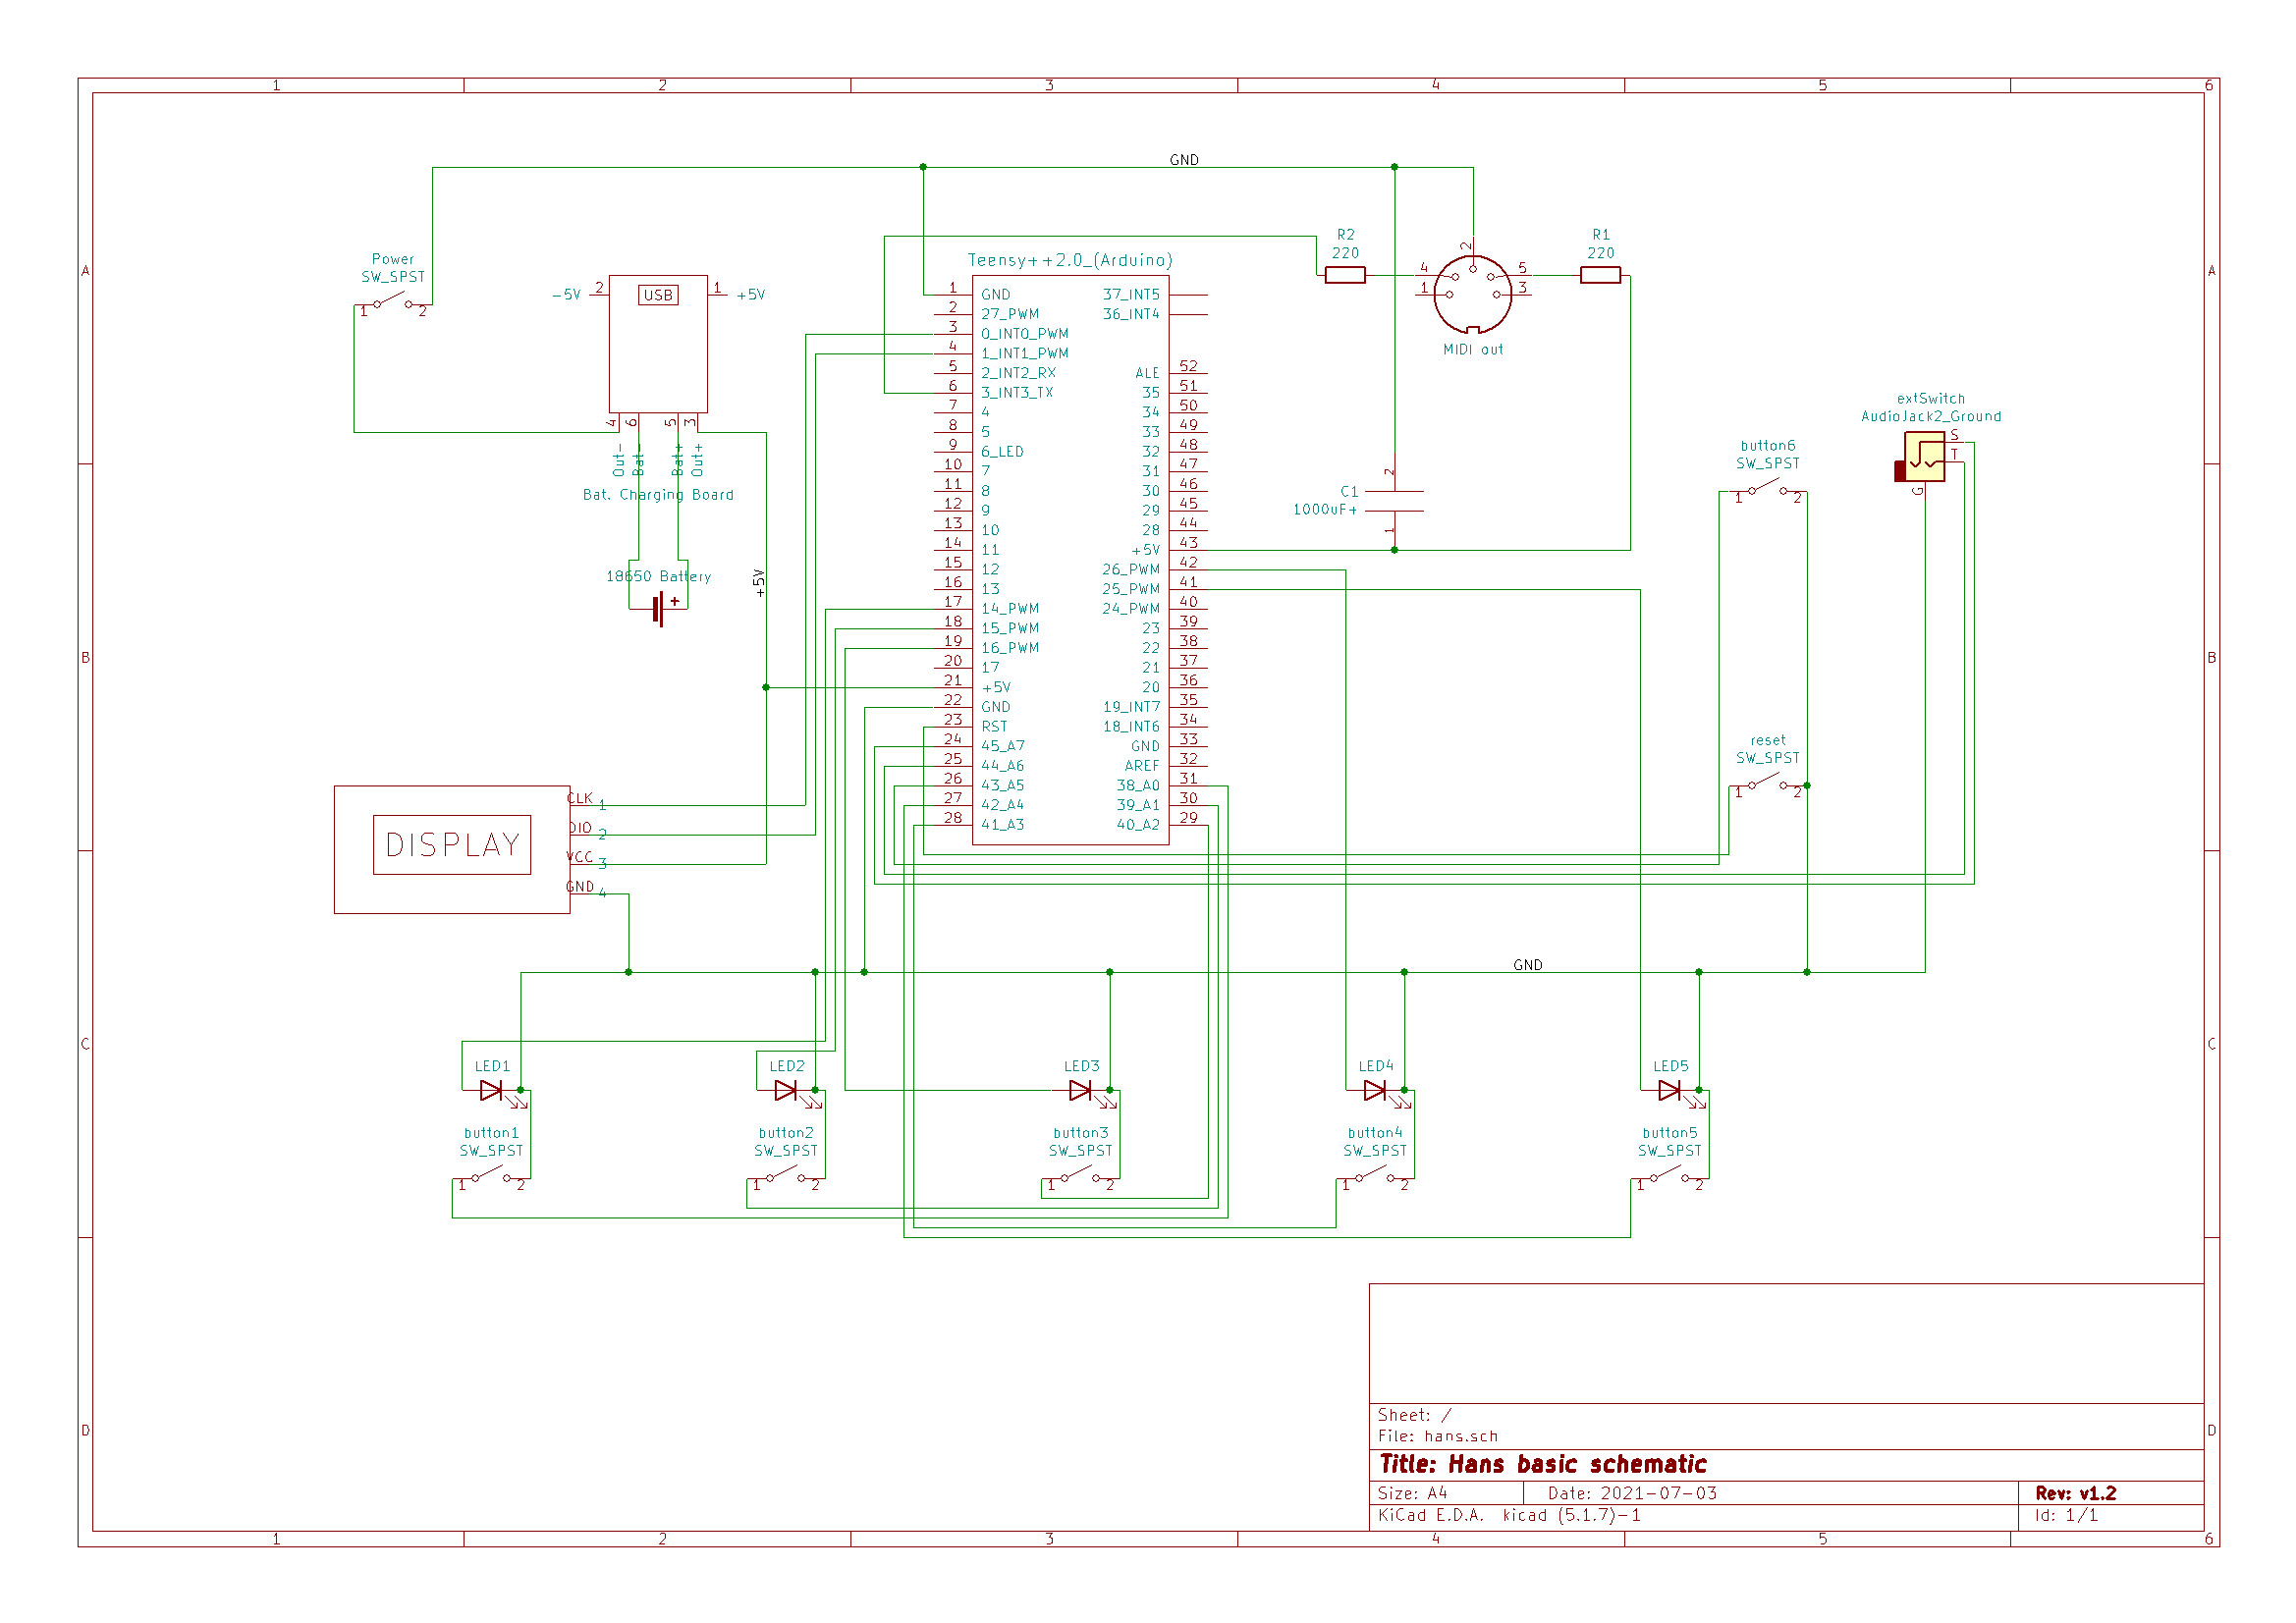 1 2 3 4 5 6
A A
B B
C C
D D
1 2 3 4 5 6
GND
Power
SW_SPST
1 2
-5V 2 USB 1 +5V
4 6 5 3
Out- Bat- Bat+ Out+
Bat. Charging Board
18650 Battery
+
+5V
Teensy++2.0_(Arduino)
1 GND
2 27_PWM
3 0_INT0_PWM
4 1_INT1_PWM
5 2_INT2_RX
6 3_INT3_TX
7 4
8 5
9 6_LED
10 7
11 8
12 9
13 10
14 11
15 12
16 13
17 14_PWM
18 15_PWM
19 16_PWM
20 17
21 +5V
22 GND
23 RST
24 45_A7
25 44_A6
26 43_A5
27 42_A4
28 41_A3
37_INT5
36_INT4
ALE 52
35 51
34 50
33 49
32 48
31 47
30 46
29 45
28 44
+5V 43
26_PWM 42
25_PWM 41
24_PWM 40
23 39
22 38
21 37
20 36
19_INT7 35
18_INT6 34
GND 33
AREF 32
38_A0 31
39_A1 30
40_A2 29
R2
220
R1
220
2
4 5
1 3
MIDI out
2
C1
1000uF+
1
extSwitch
AudioJack2_Ground
S
T
G
button6
SW_SPST
1 2
reset
SW_SPST
1 2
DISPLAY
CLK 1
DIO 2
VCC 3
GND 4
GND
LED1
LED2
LED3
LED4
LED5
button1
SW_SPST
1 2
button2
SW_SPST
1 2
button3
SW_SPST
1 2
button4
SW_SPST
1 2
button5
SW_SPST
1 2
Sheet: /
File: hans.sch
Title: Hans basic schematic
Size: A4 Date: 2021-07-03 Rev: v1.2
KiCad E.D.A. kicad (5.1.7)-1 Id: 1/1